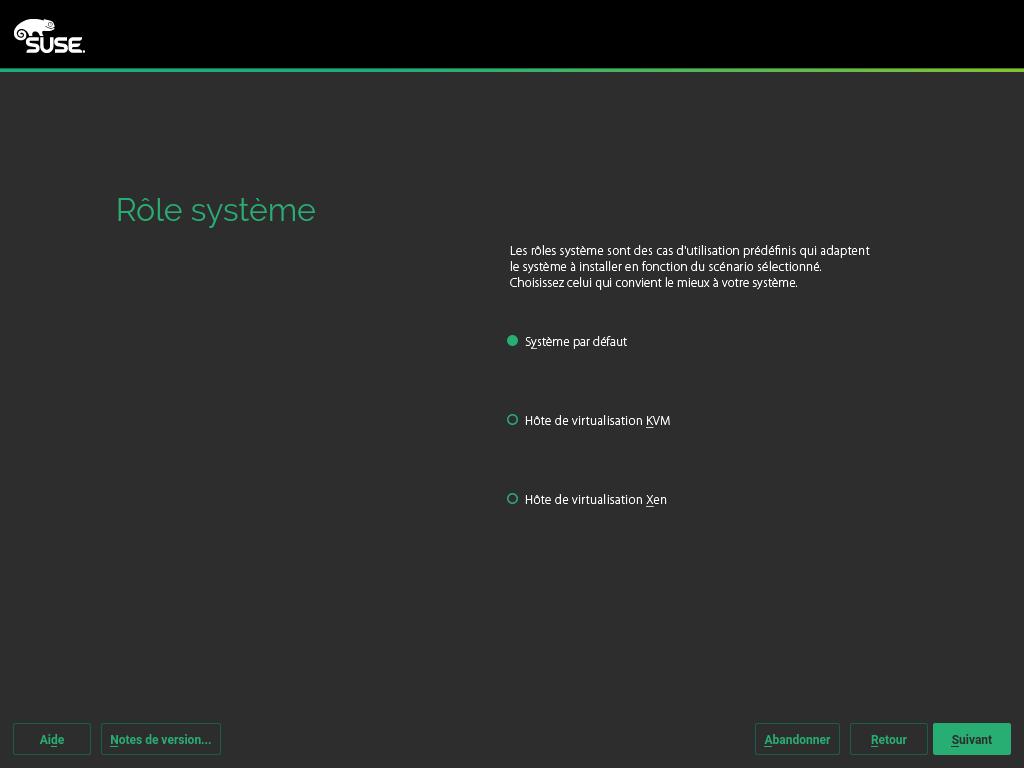 SUSE
Rôle système
Les rôles système sont des cas d'utilisation prédéfinis qui adaptent
le système à installer en fonction du scénario sélectionné.
Choisissez celui qui convient le mieux à votre système.
Système par défaut
Hôte de virtualisation KVM
Hôte de virtualisation Xen
Aide
Notes de version...
Abandonner
Retour
Suivant